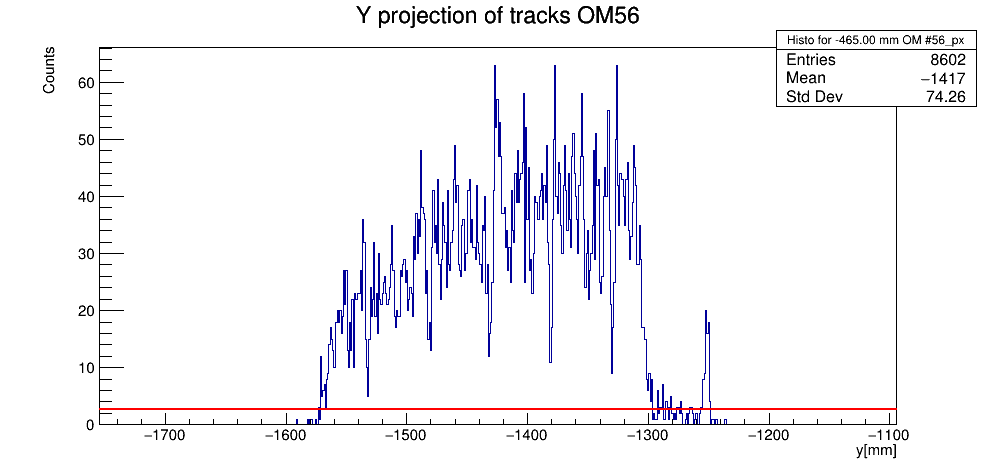 Y projection of tracks OM56
Histo for -465.00 mm OM #56_px
Entries 8602
Mean −1417
Std Dev 74.26
Counts
60
50
40
30
20
10
0
−1700 −1600 −1500 −1400 −1300 −1200 −1100
y[mm]